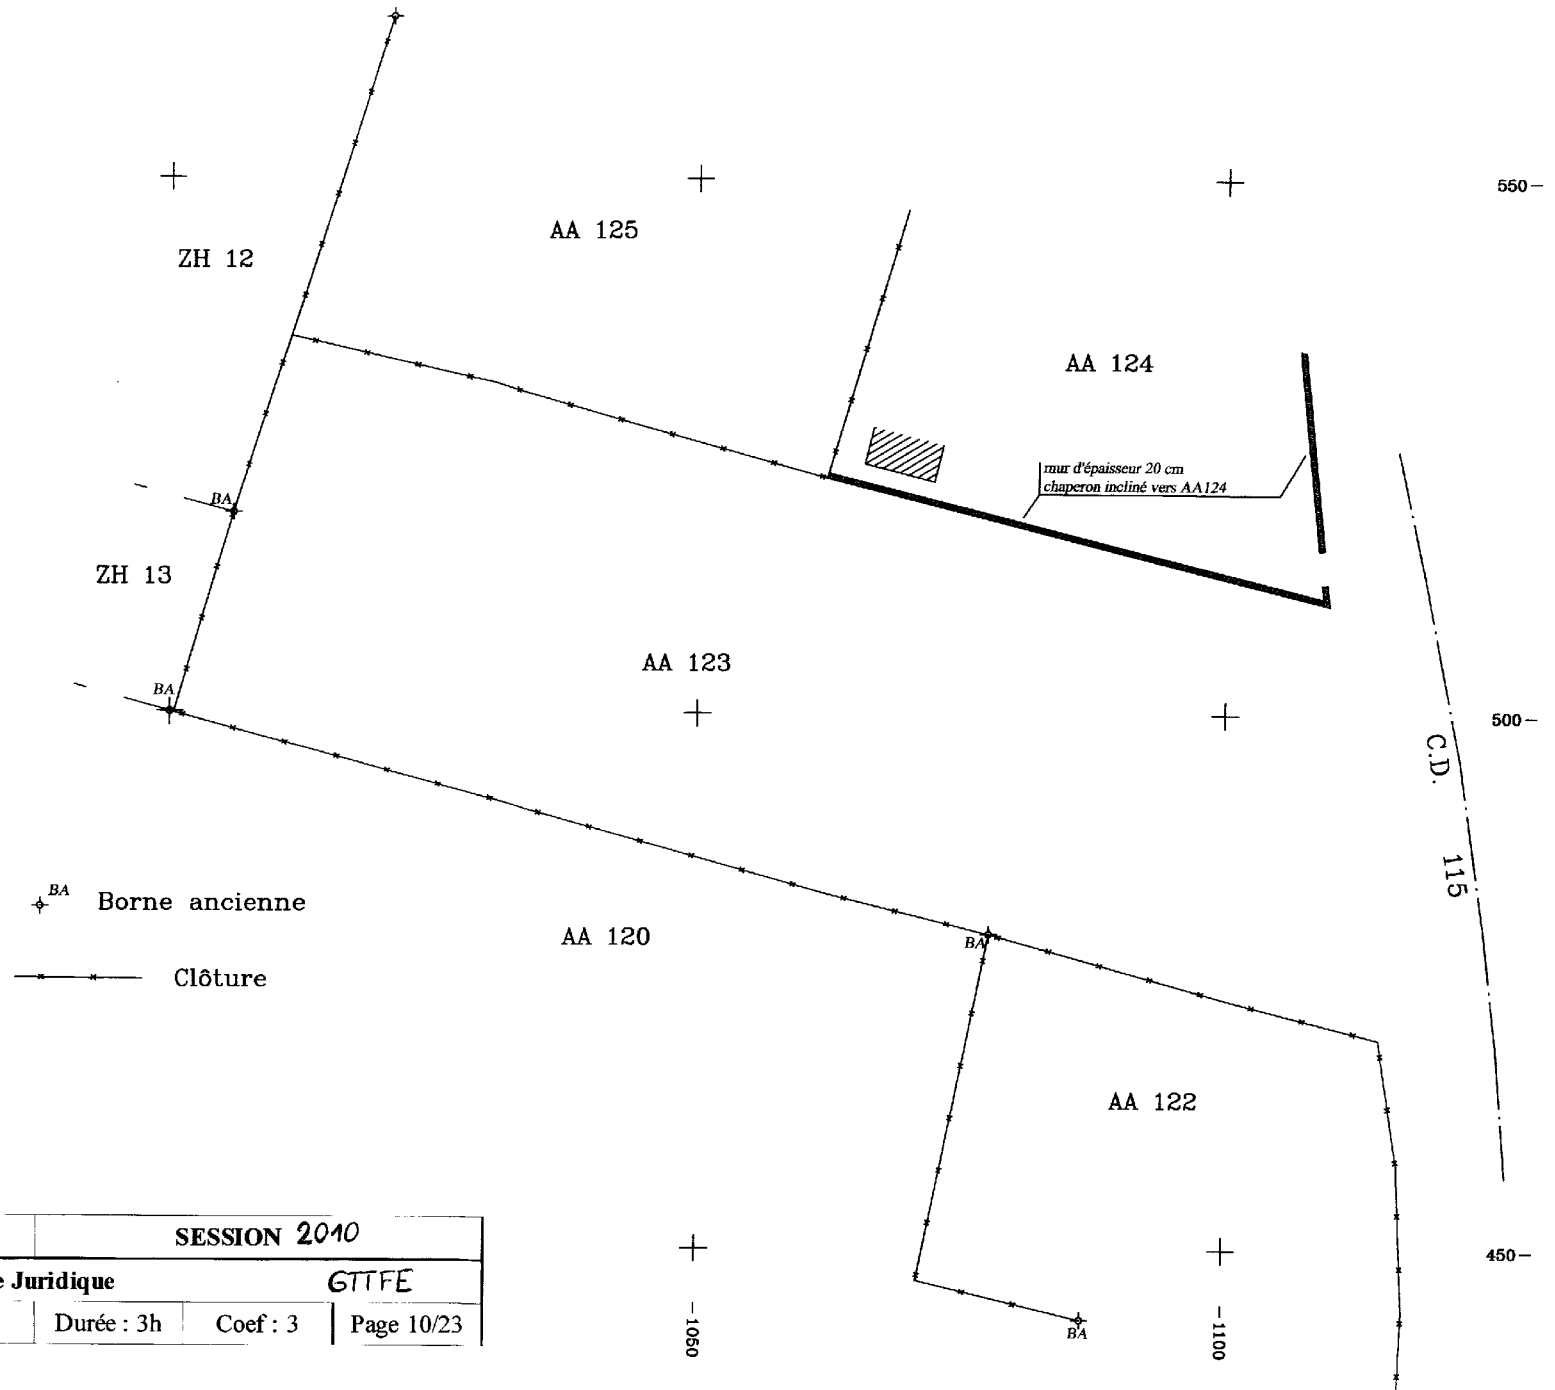 550
AA 125
ZH 12
AA 124
mur d'épaisseur 20 cm
chaperon incliné vers AA124
BA
ZH 13
AA 123
BA
500
C.D. 115
BA Borne ancienne
AA 120
BA
Clôture
AA 122
SESSION 2010
e Juridique GTTFE
450
Durée : 3h Coef : 3 Page 10/23
1050
1100
BA